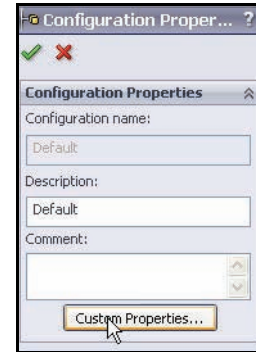 Configuration Proper... ?
Configuration Properties
Configuration name:
Default
Description:
Default
Comment:
Custom Properties...